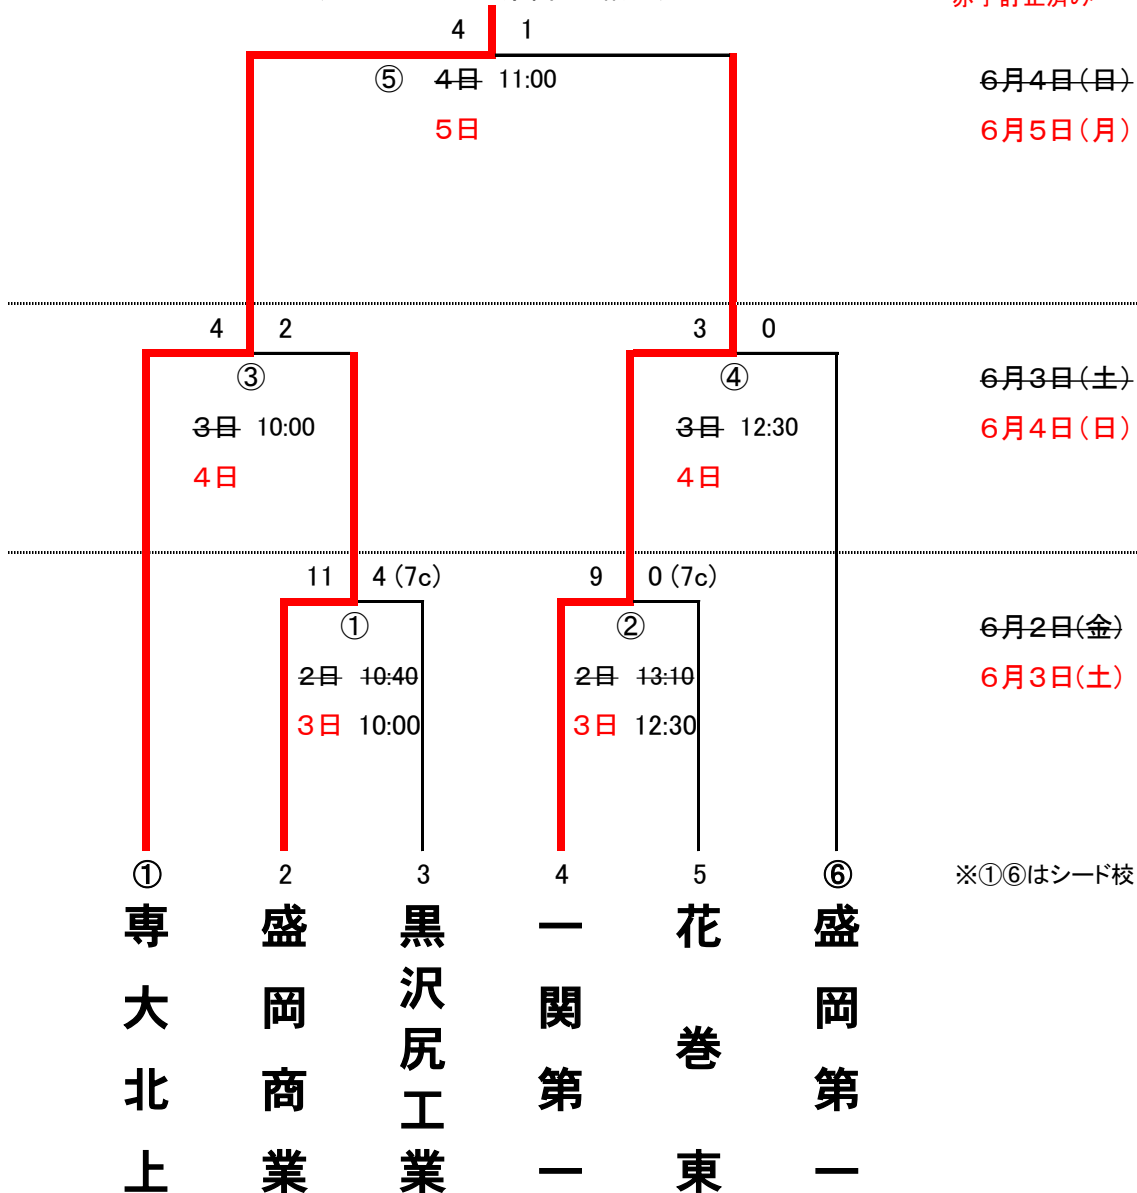 赤字訂正済み
4 1
⑤ 4日 11:00 6月4日(日)
5日 6月5日(月)
4 2 3 0
③ ④ 6月3日(土)
3日 10:00 3日 12:30 6月4日(日)
4日 4日
11 4 (7c) 9 0 (7c)
① ② 6月2日(金)
2日 10:40 2日 13:10 6月3日(土)
3日 10:00 3日 12:30
① 2 3 4 5 ⑥ ※①⑥はシード校
専大北上
盛岡商業
黒沢尻工業
一関第一
花巻東
盛岡第一